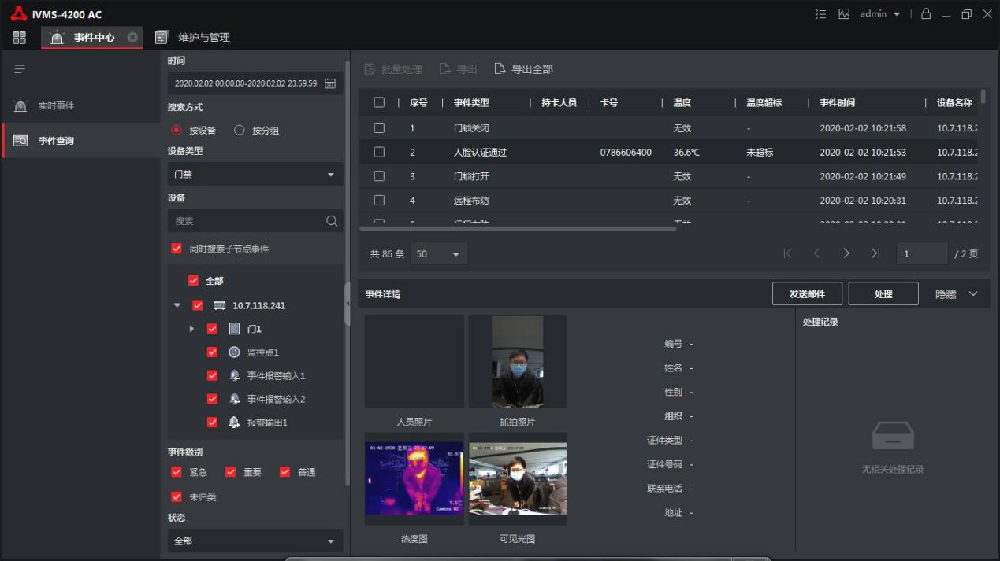 iVMS-4200 AC
admin
事件中心
维护与管理
实时事件
事件查询
时间
2020.02.02 00:00:00-2020.02.02 23:59:59
搜索方式
按设备 按分组
设备类型
门禁
设备
搜索
同时搜索子节点事件
全部
10.7.118.241
门1
监控点1
事件报警输入1
事件报警输入2
报警输出1
事件级别
紧急 重要 普通
未归类
状态
全部
批量处理 导出 导出全部
序号 事件类型 持卡人员 卡号 温度 温度超标 事件时间 设备名称
1 门锁关闭 无效 - 2020-02-02 10:21:58 10.7.118.2
2 人脸认证通过 0786606400 36.6℃ 未超标 2020-02-02 10:21:53 10.7.118.2
3 门锁打开 无效 - 2020-02-02 10:21:49 10.7.118.2
4 远程布防 无效 - 2020-02-02 10:20:31 10.7.118.2
共 86 条 50 1 / 2 页
事件详情 发送邮件 处理 隐藏
人员照片 抓拍照片
01-02-1970 星期五 23:17:09
Camera 02
Camera 01
热度图 可见光图
编号 -
姓名 -
性别 -
组织 -
证件类型 -
证件号码 -
联系电话 -
地址 -
处理记录
无相关处理记录